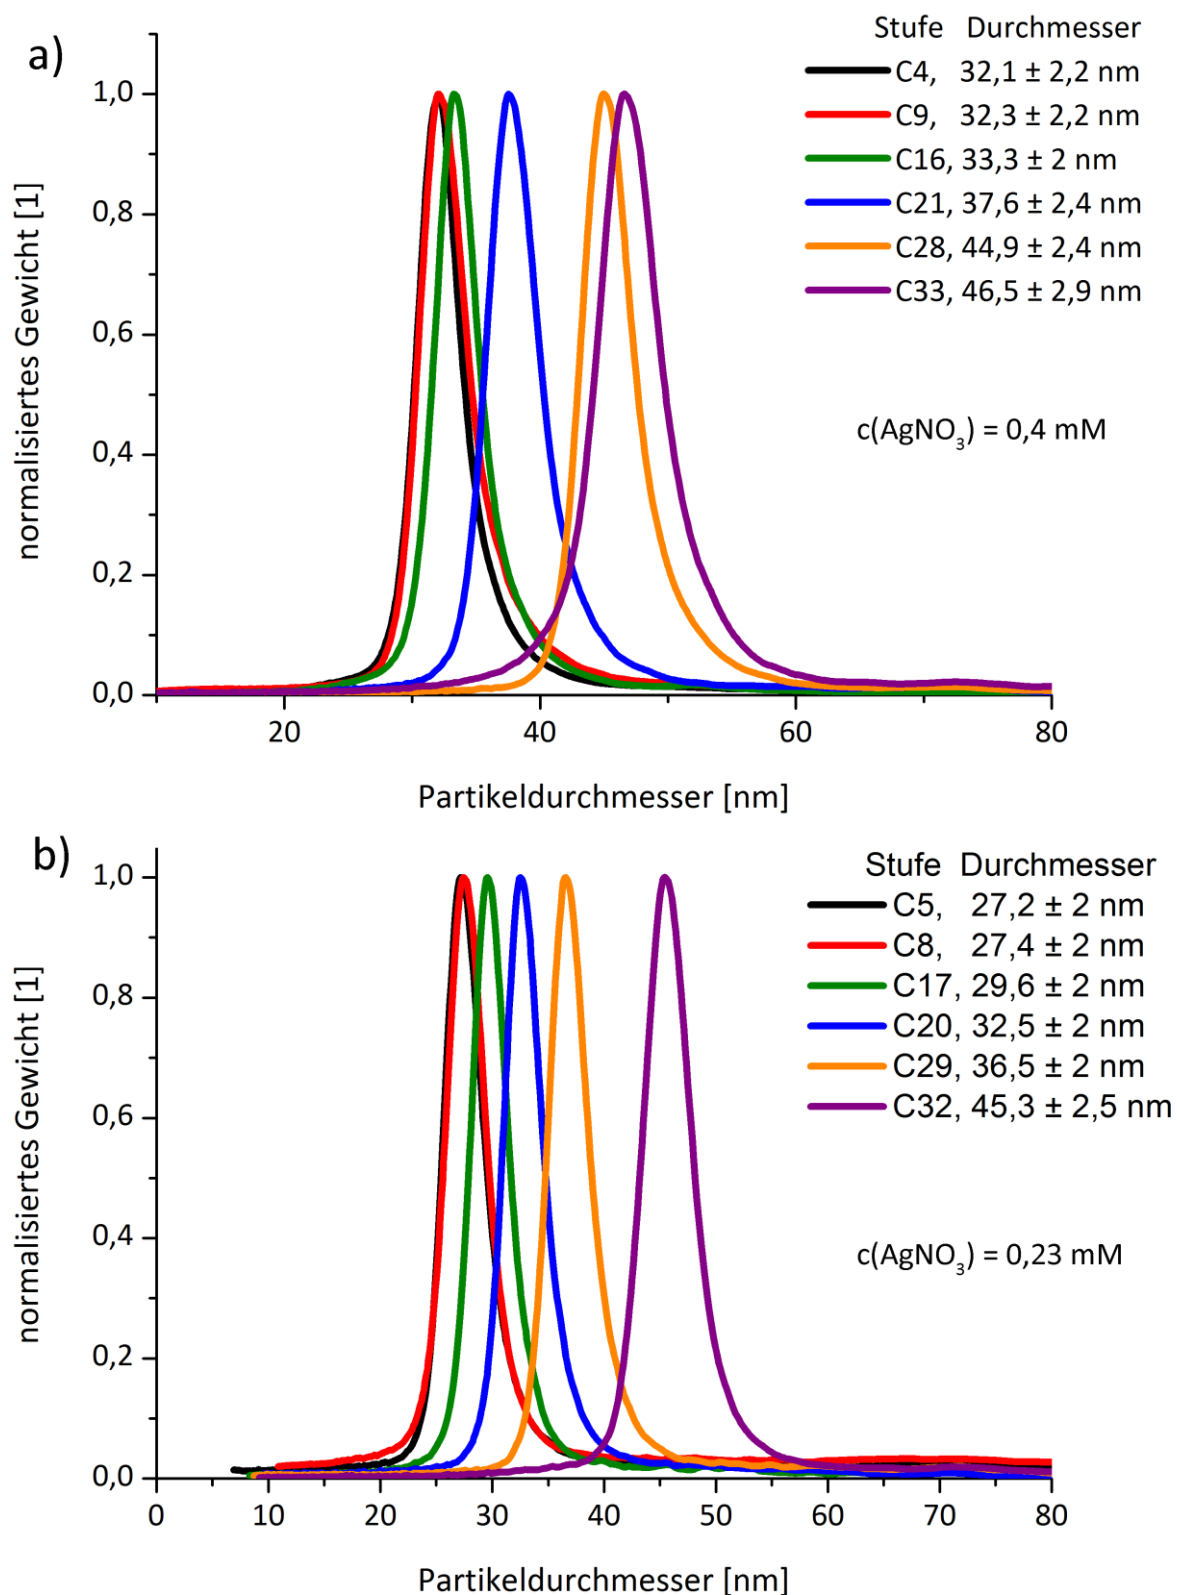 a)
Stufe Durchmesser
C4, 32,1 ± 2,2 nm
C9, 32,3 ± 2,2 nm
C16, 33,3 ± 2 nm
C21, 37,6 ± 2,4 nm
C28, 44,9 ± 2,4 nm
C33, 46,5 ± 2,9 nm
c(AgNO₃) = 0,4 mM
normalisiertes Gewicht [1]
1,0
0,8
0,6
0,4
0,2
0,0
20 40 60 80
Partikeldurchmesser [nm]
b)
Stufe Durchmesser
C5, 27,2 ± 2 nm
C8, 27,4 ± 2 nm
C17, 29,6 ± 2 nm
C20, 32,5 ± 2 nm
C29, 36,5 ± 2 nm
C32, 45,3 ± 2,5 nm
c(AgNO₃) = 0,23 mM
normalisiertes Gewicht [1]
1,0
0,8
0,6
0,4
0,2
0,0
0 10 20 30 40 50 60 70 80
Partikeldurchmesser [nm]